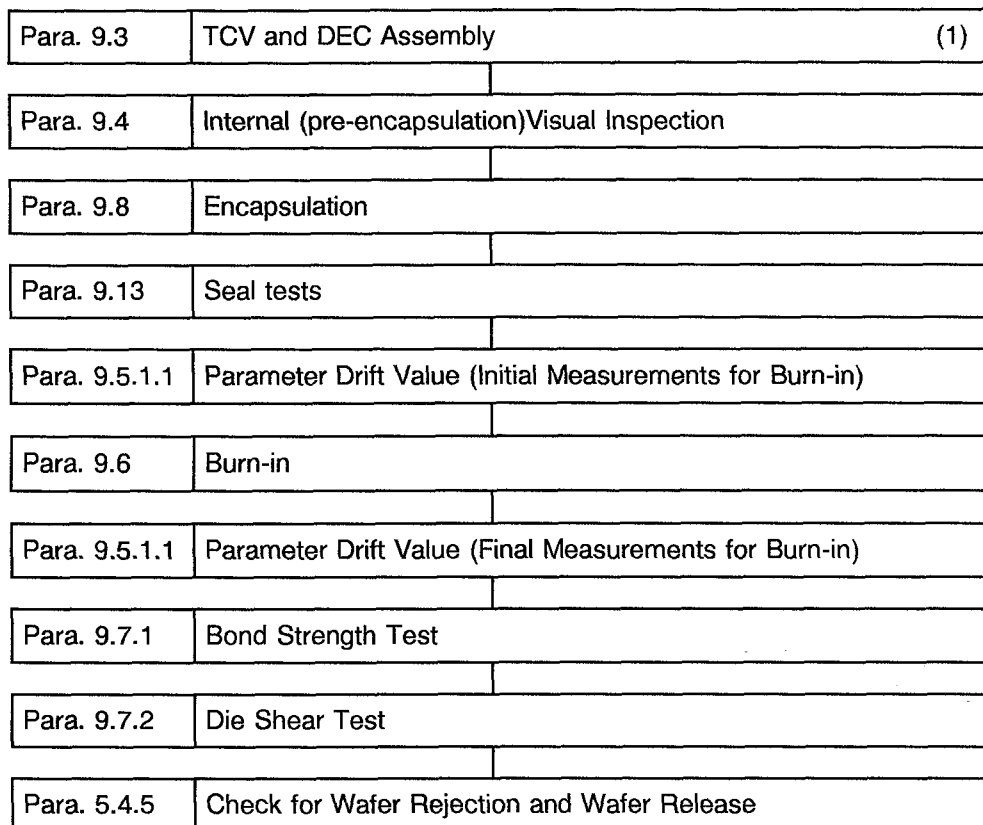 Para. 9.3 TCV and DEC Assembly (1)
Para. 9.4 Internal (pre-encapsulation)Visual Inspection
Para. 9.8 Encapsulation
Para. 9.13 Seal tests
Para. 9.5.1.1 Parameter Drift Value (Initial Measurements for Burn-in)
Para. 9.6 Burn-in
Para. 9.5.1.1 Parameter Drift Value (Final Measurements for Burn-in)
Para. 9.7.1 Bond Strength Test
Para. 9.7.2 Die Shear Test
Para. 5.4.5 Check for Wafer Rejection and Wafer Release